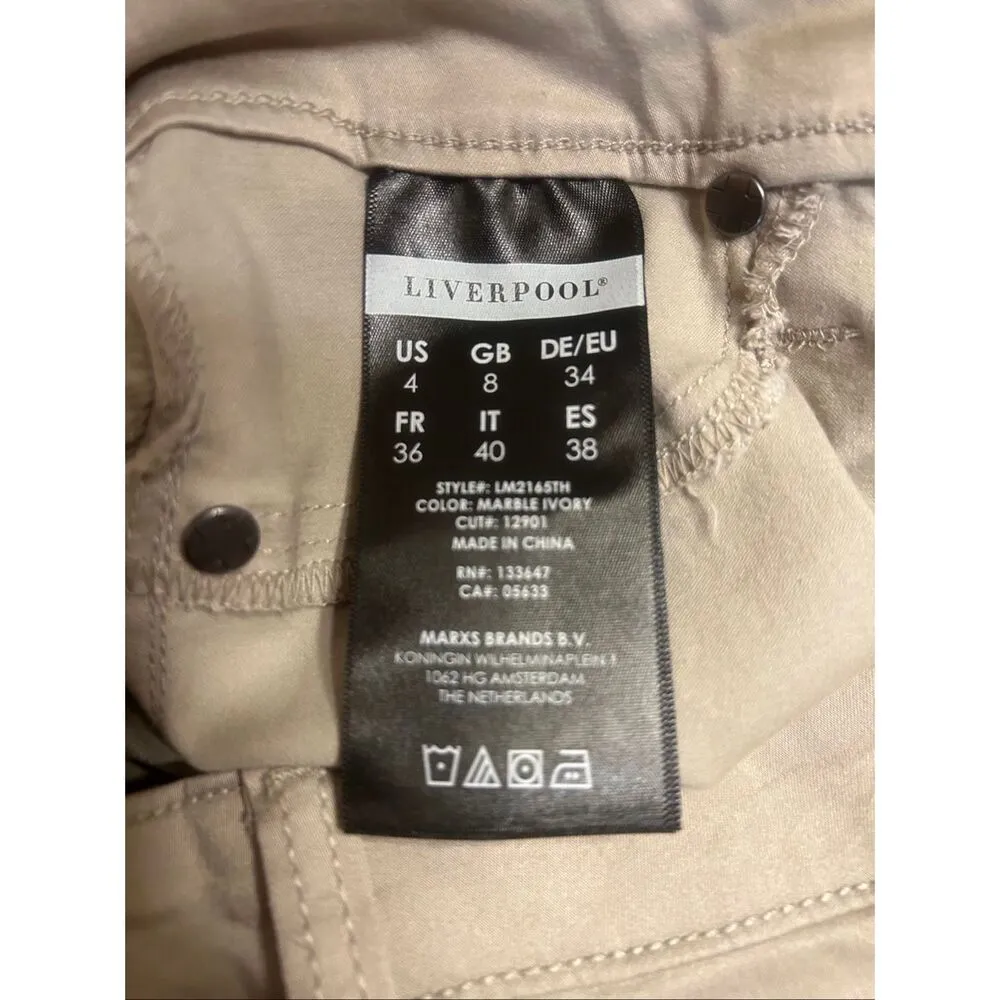 LIVERPOOL®
US GB DE/EU
4 8 34
FR IT ES
36 40 38
STYLE#: LM2165TH
COLOR: MARBLE IVORY
CUT#: 12901
MADE IN CHINA
RN#: 133647
CA#: 05633
MARXS BRANDS B.V.
KONINGIN WILHELMINAPLEIN 1
1062 HG AMSTERDAM
THE NETHERLANDS